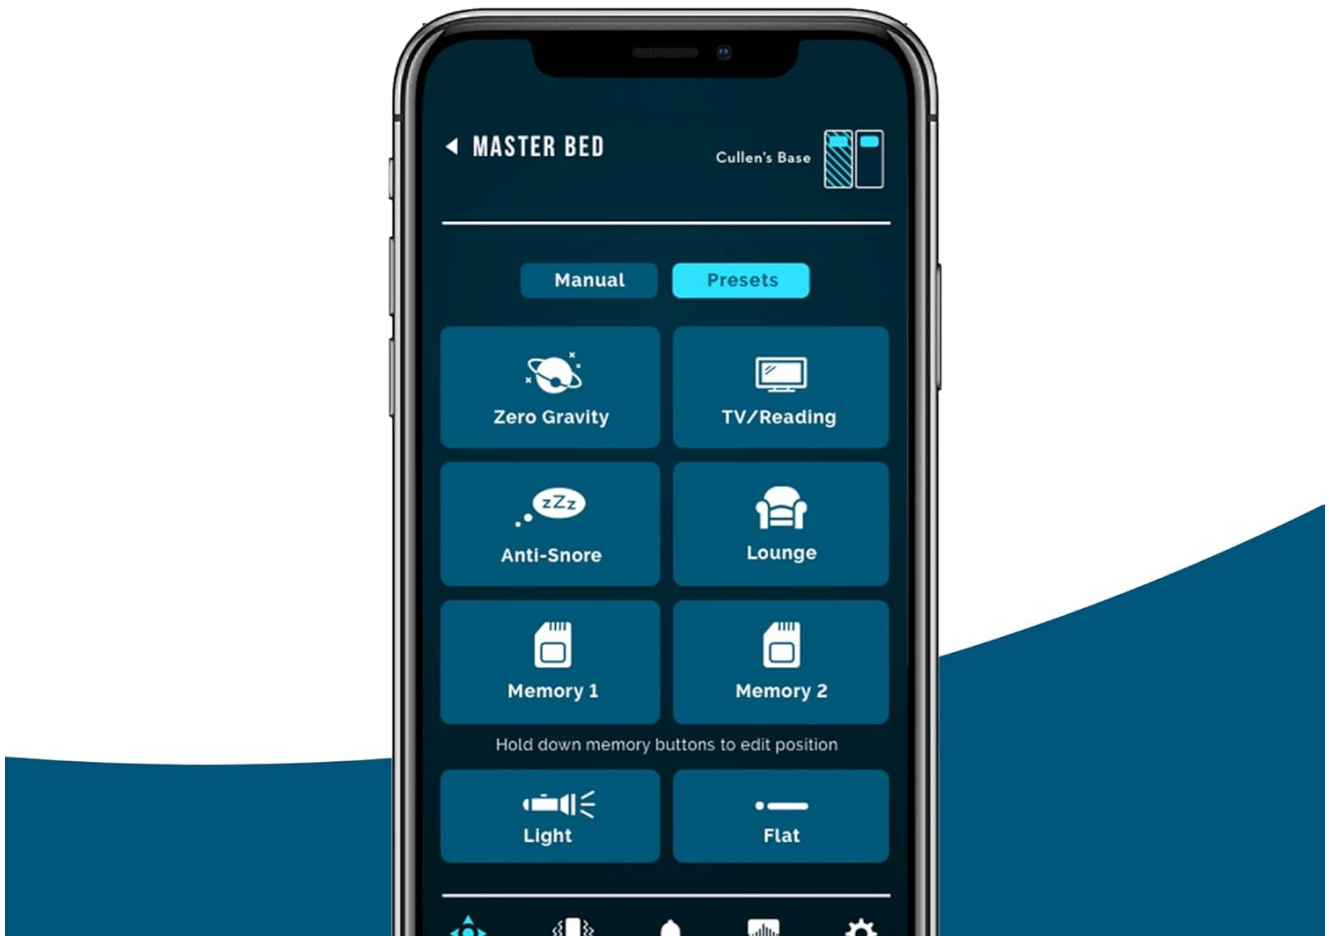 MASTER BED
Cullen's Base
Manual Presets
Zero Gravity TV/Reading
zZz
Anti-Snore Lounge
Memory 1 Memory 2
Hold down memory buttons to edit position
Light Flat